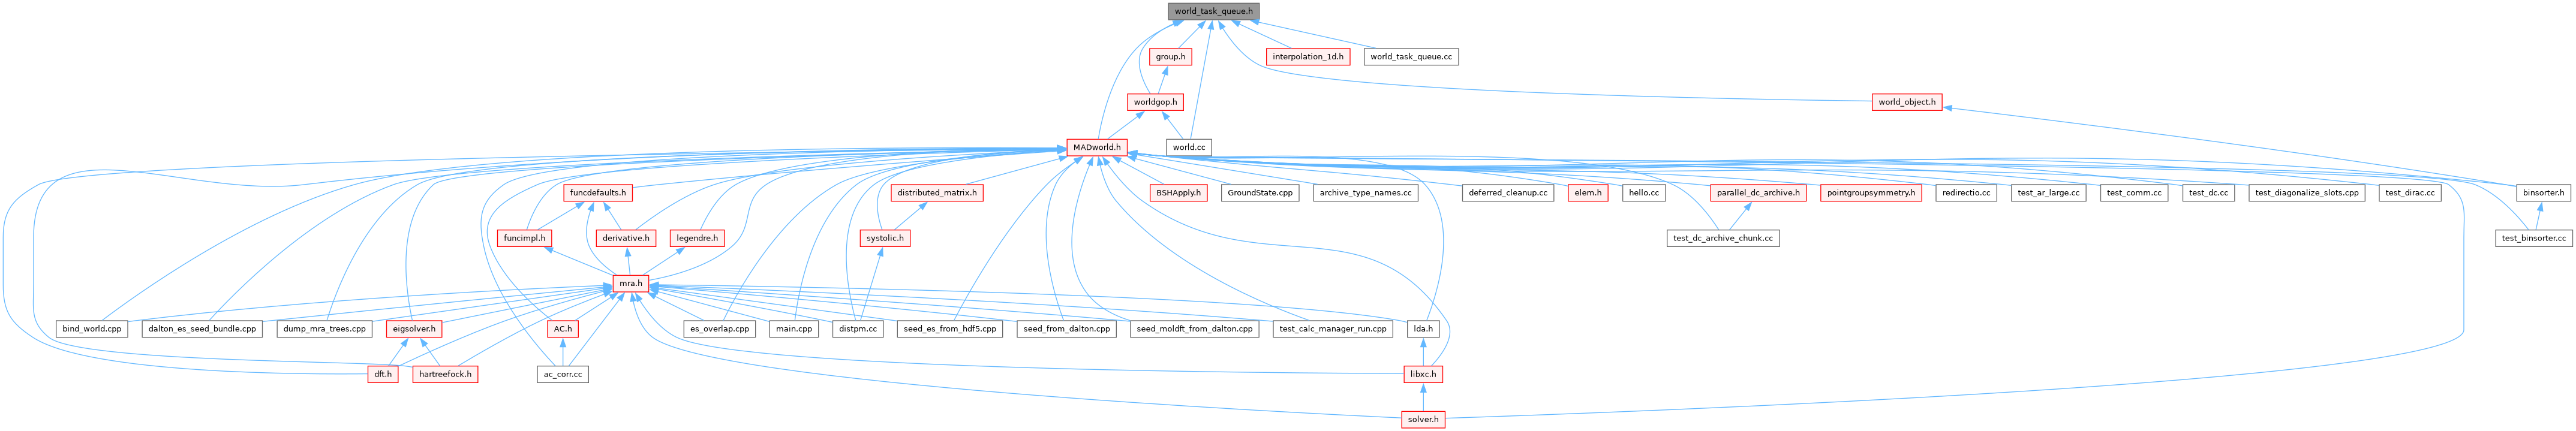 world_task_queue.h
group.h
interpolation_1d.h
world_task_queue.cc
worldgop.h
world_object.h
MADworld.h
world.cc
funcdefaults.h
distributed_matrix.h
BSHApply.h
GroundState.cpp
archive_type_names.cc
deferred_cleanup.cc
elem.h
hello.cc
parallel_dc_archive.h
pointgroupsymmetry.h
redirectio.cc
test_ar_large.cc
test_comm.cc
test_dc.cc
test_diagonalize_slots.cpp
test_dirac.cc
binsorter.h
funcimpl.h
derivative.h
legendre.h
systolic.h
test_dc_archive_chunk.cc
test_binsorter.cc
mra.h
bind_world.cpp
dalton_es_seed_bundle.cpp
dump_mra_trees.cpp
eigsolver.h
AC.h
es_overlap.cpp
main.cpp
distpm.cc
seed_es_from_hdf5.cpp
seed_from_dalton.cpp
seed_moldft_from_dalton.cpp
test_calc_manager_run.cpp
lda.h
dft.h
hartreefock.h
ac_corr.cc
libxc.h
solver.h